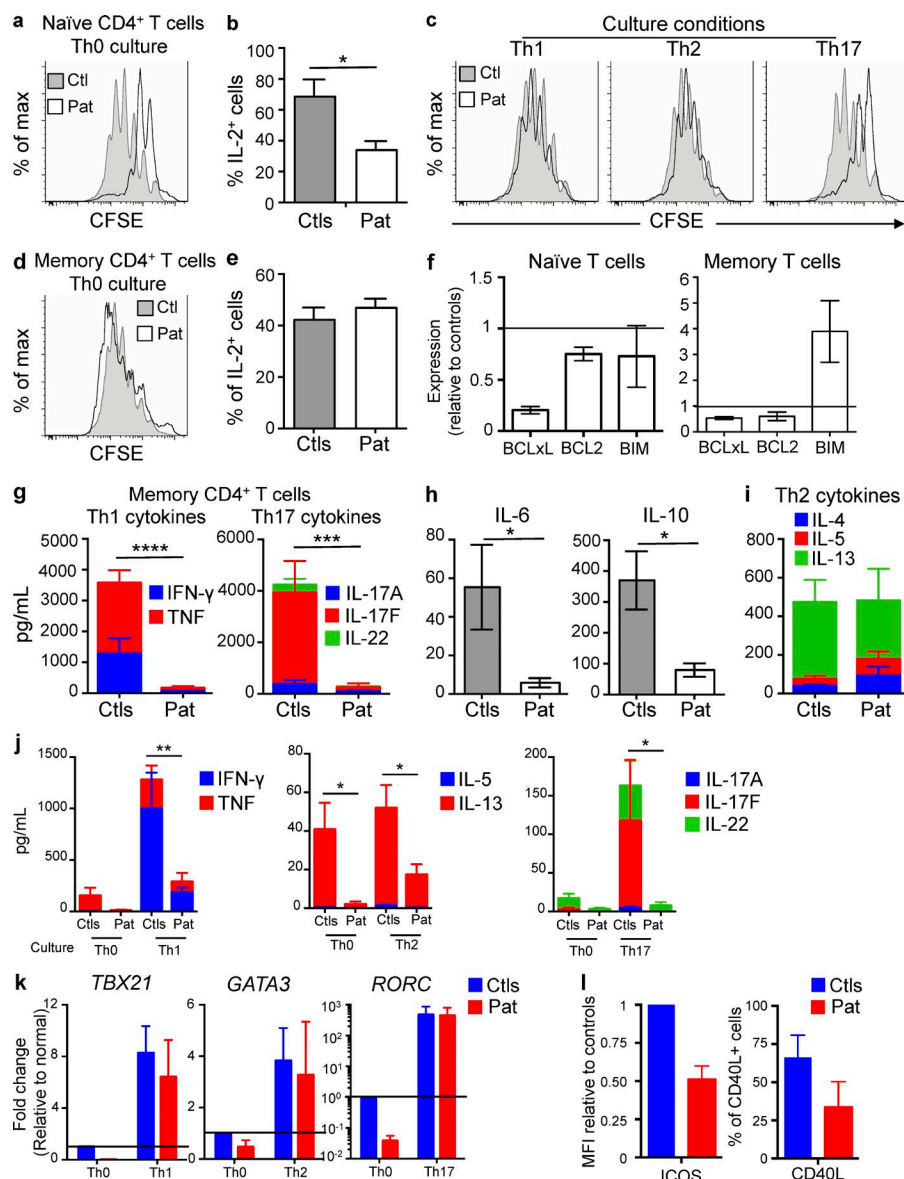 a Naïve CD4+ T cells
Th0 culture
Ctl
Pat
% of max
CFSE
b
*
% IL-2+ cells
100
80
60
40
20
0
Ctls Pat
c Culture conditions
Th1 Th2 Th17
Ctl
Pat
% of max
CFSE
d Memory CD4+ T cells
Th0 culture
Ctl
Pat
% of max
CFSE
e
% of IL-2+ cells
60
40
20
0
Ctls Pat
f
Naïve T cells
Expression
(relative to controls)
1.5
1
0.5
0
BCLxL BCL2 BIM
Memory T cells
6
5
4
3
2
1
0
BCLxL BCL2 BIM
g Memory CD4+ T cells
Th1 cytokines
****
IFN-γ
TNF
pg/mL
5000
4000
3000
2000
1000
0
Ctls Pat
Th17 cytokines
***
IL-17A
IL-17F
IL-22
6000
4000
2000
0
Ctls Pat
h
IL-6
*
80
60
40
20
0
Ctls Pat
IL-10
*
500
400
300
200
100
0
Ctls Pat
i Th2 cytokines
IL-4
IL-5
IL-13
800
600
400
200
0
Ctls Pat
j
**
IFN-γ
TNF
pg/mL
1500
1000
500
0
Ctls Pat Ctls Pat
Culture Th0 Th1
* *
IL-5
IL-13
80
60
40
20
0
Ctls Pat Ctls Pat
Th0 Th2
*
IL-17A
IL-17F
IL-22
200
150
100
50
0
Ctls Pat Ctls Pat
Th0 Th17
k
TBX21
Fold change
(Relative to normal)
12
8
4
0
Th0 Th1
GATA3
6
4
2
0
Th0 Th2
RORC
10³
10²
10¹
10⁰
10⁻¹
10⁻²
Th0 Th17
Ctls
Pat
l
Ctls
Pat
MFI relative to controls
1
0.75
0.5
0.25
0
ICOS
% of CD40L+ cells
100
75
50
25
0
CD40L